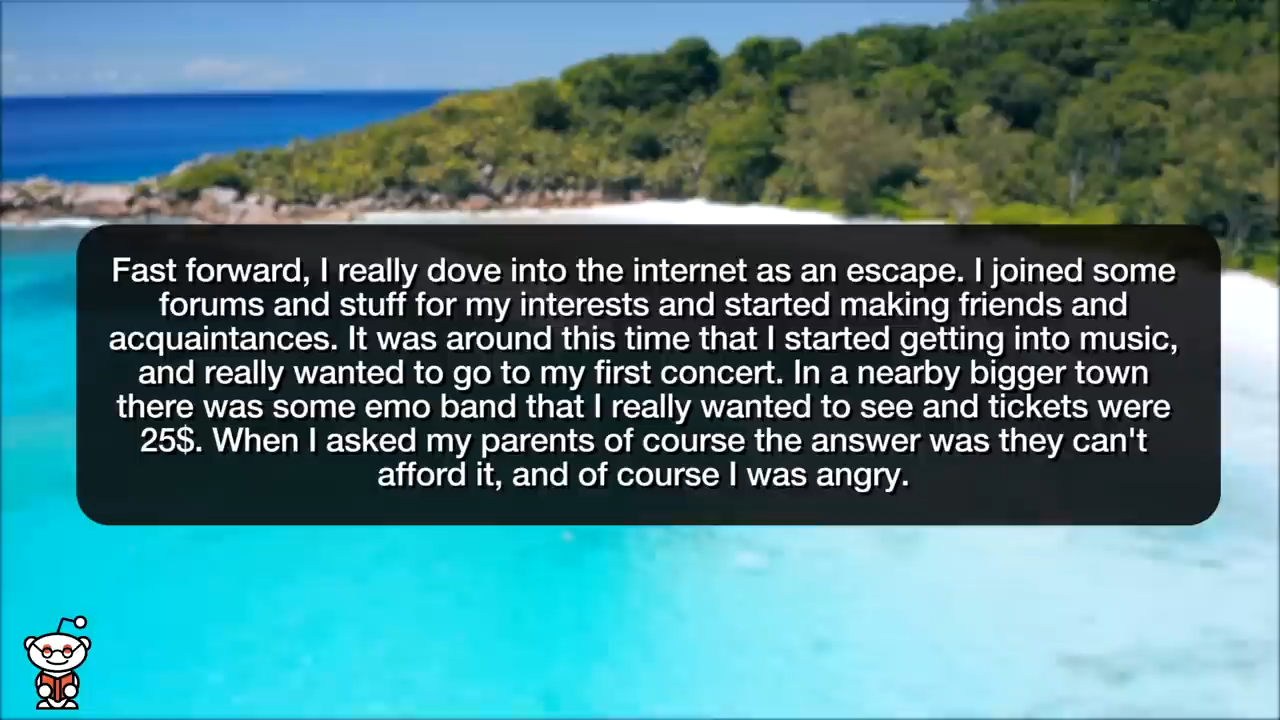 Fast forward, I really dove into the internet as an escape. I joined some
forums and stuff for my interests and started making friends and
acquaintances. It was around this time that I started getting into music,
and really wanted to go to my first concert. In a nearby bigger town
there was some emo band that I really wanted to see and tickets were
25$. When I asked my parents of course the answer was they can't
afford it, and of course I was angry.